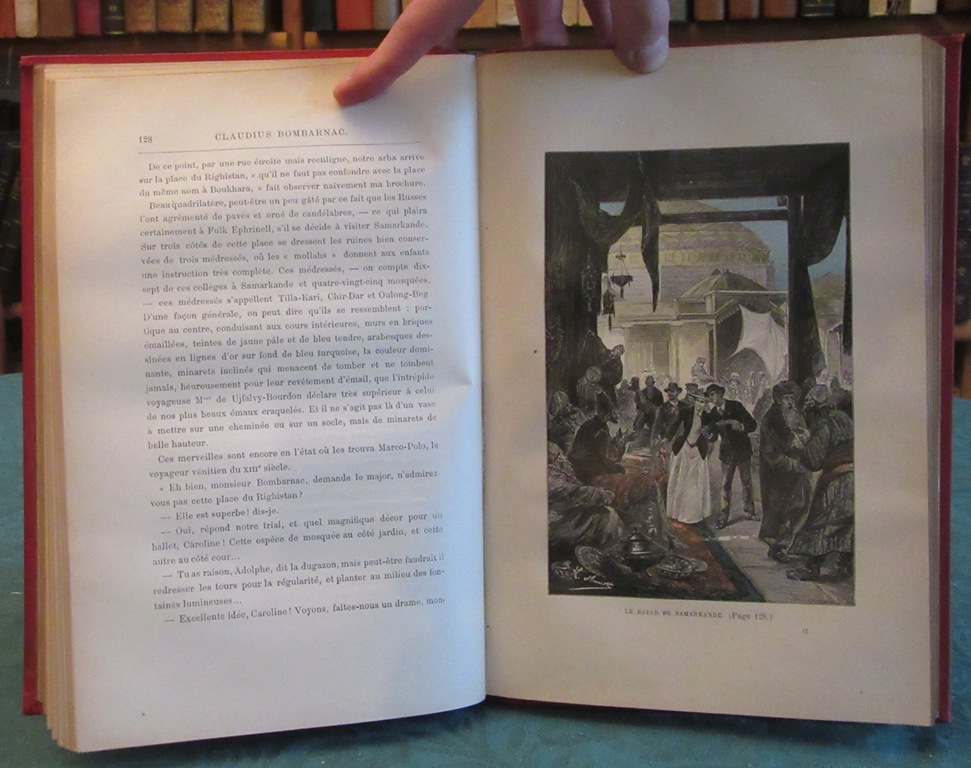 128
CLAUDIUS BOMBARNAC.
De ce point, par une rue étroite mais rectiligne, notre arba arrive
sur la place du Righistan, « qu'il ne faut pas confondre avec la place
du même nom à Boukhara, » fait observer naïvement ma brochure.
Beau quadrilatère, peut-être un peu gâté par ce fait que les Russes
l'ont agrémenté de pavés et orné de candélabres, — ce qui plaira
certainement à Fulk Ephrinell, s'il se décide à visiter Samarkande.
Sur trois côtés de cette place se dressent les ruines bien conser-
vées de trois médressés, où les « mollahs » donnent aux enfants
une instruction très complète. Ces médressés, — on compte dix-
sept de ces collèges à Samarkande et quatre-vingt-cinq mosquées,
— ces médressés s'appellent Tilla-Kari, Chir-Dar et Oulong-Beg
D'une façon générale, on peut dire qu'ils se ressemblent : por-
tique au centre, conduisant aux cours intérieures, murs en briques
émaillées, teintes de jaune pâle et de bleu tendre, arabesques des-
sinées en lignes d'or sur fond de bleu turquoise, la couleur domi-
nante, minarets inclinés qui menacent de tomber et ne tombent
jamais, heureusement pour leur revêtement d'émail, que l'intrépide
voyageuse Mme de Ujfalvy-Bourdon déclare très supérieur à celui
de nos plus beaux émaux craquelés. Et il ne s'agit pas là d'un vase
à mettre sur une cheminée ou sur un socle, mais de minarets de
belle hauteur.
Ces merveilles sont encore en l'état où les trouva Marco-Polo, le
voyageur vénitien du XIIIe siècle.
« Eh bien, monsieur Bombarnac, demande le major, n'admirez-
vous pas cette place du Righistan?
— Elle est superbe! dis-je.
— Oui, répond notre trial, et quel magnifique décor pour un
ballet, Caroline! Cette espèce de mosquée au côté jardin, et cette
autre au côté cour...
— Tu as raison, Adolphe, dit la dugazon, mais peut-être faudrait-il
redresser les tours pour la régularité, et planter au milieu des fon-
taines lumineuses...
— Excellente idée, Caroline! Voyons, faites-nous un drame, mon-
LE BAZAR DE SAMARKANDE. (Page 129.)
17